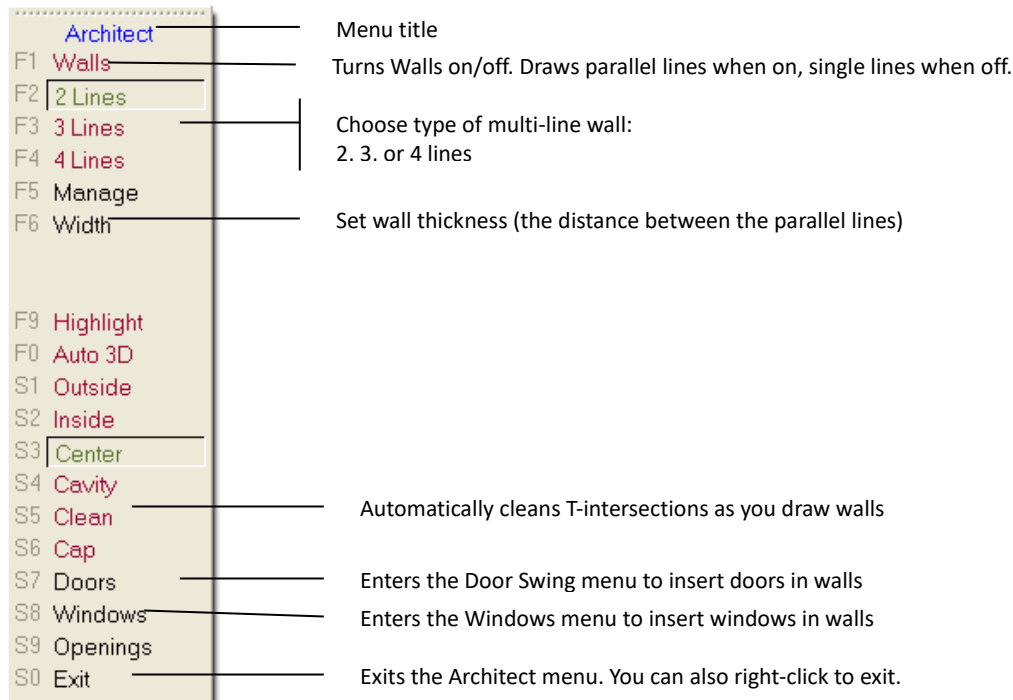 Architect Menu title
F1 Walls Turns Walls on/off. Draws parallel lines when on, single lines when off.
F2 2 Lines
F3 3 Lines Choose type of multi-line wall:
F4 4 Lines 2. 3. or 4 lines
F5 Manage
F6 Width Set wall thickness (the distance between the parallel lines)
F9 Highlight
F0 Auto 3D
S1 Outside
S2 Inside
S3 Center
S4 Cavity
S5 Clean Automatically cleans T-intersections as you draw walls
S6 Cap
S7 Doors Enters the Door Swing menu to insert doors in walls
S8 Windows Enters the Windows menu to insert windows in walls
S9 Openings
S0 Exit Exits the Architect menu. You can also right-click to exit.